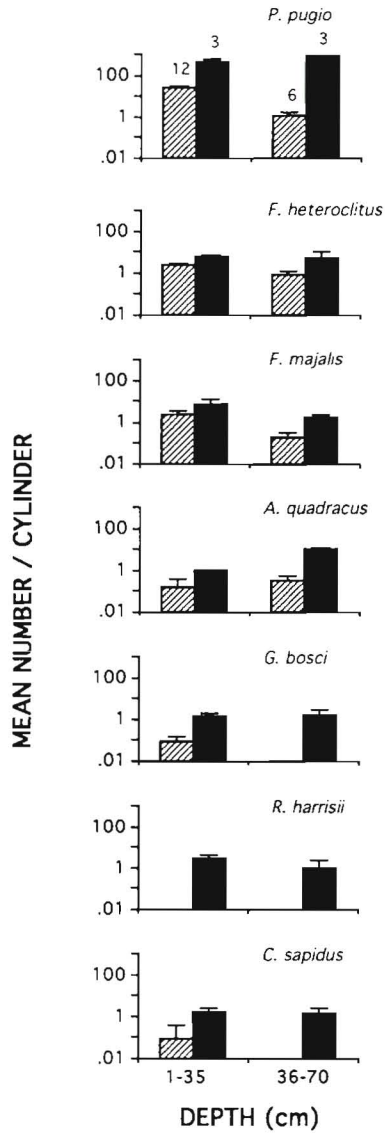 P. pugio
12 3 6 3
100
1
.01
F. heteroclitus
100
1
.01
F. majalis
100
1
.01
A. quadracus
100
1
.01
G. bosci
100
1
.01
R. harrisii
100
1
.01
C. sapidus
100
1
.01
1-35 36-70
DEPTH (cm)
MEAN NUMBER / CYLINDER